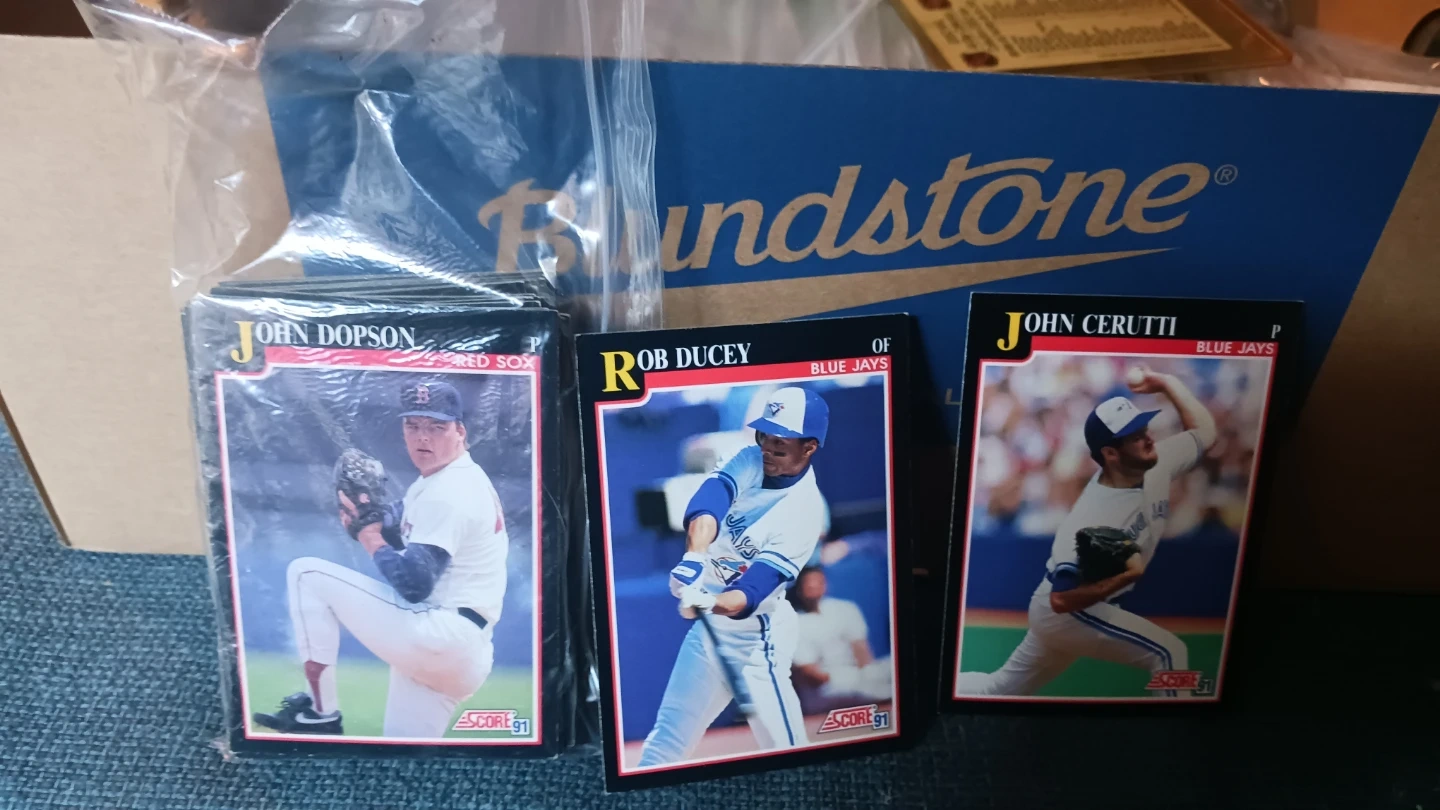 Blundstone®
JOHN DOPSON
P
RED SOX
B
SCORE 91
ROB DUCEY
OF
BLUE JAYS
JAYS
SCORE 91
JOHN CERUTTI
P
BLUE JAYS
SCORE 91